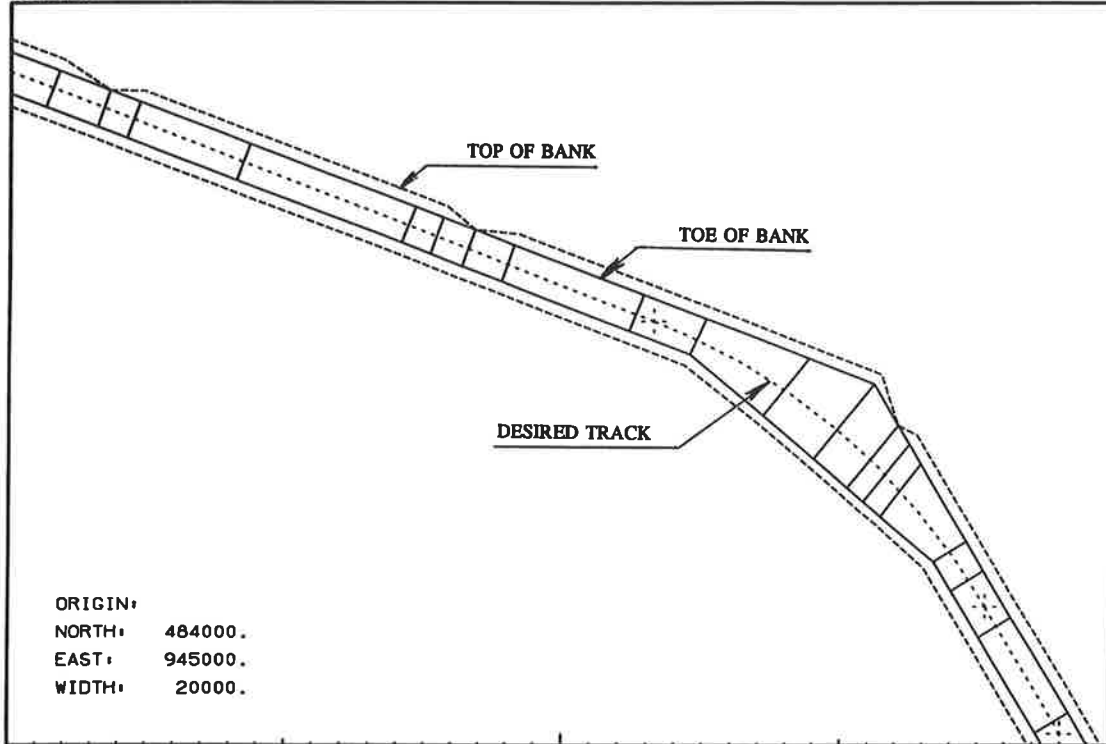 TOP OF BANK
TOE OF BANK
DESIRED TRACK
ORIGIN:
NORTH: 484000.
EAST: 945000.
WIDTH: 20000.